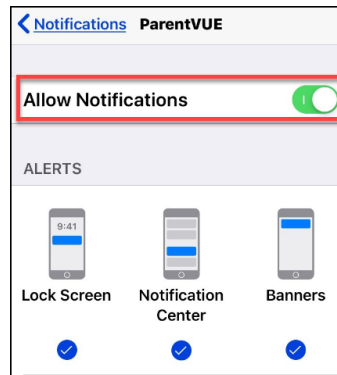 Notifications ParentVUE
Allow Notifications
ALERTS
9:41
Lock Screen Notification Center Banners